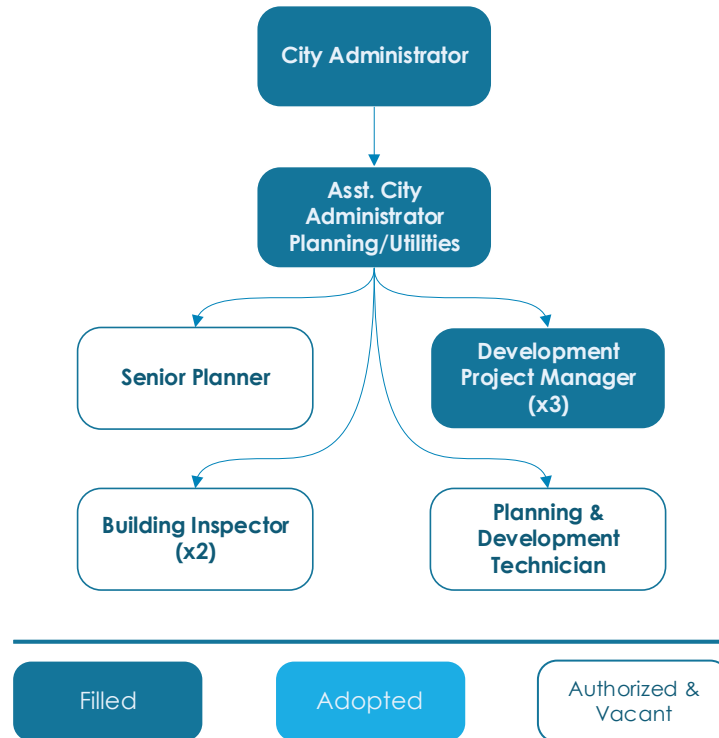 City Administrator
Asst. City
Administrator
Planning/Utilities
Senior Planner
Development
Project Manager
(x3)
Building Inspector
(x2)
Planning &
Development
Technician
Filled
Adopted
Authorized &
Vacant